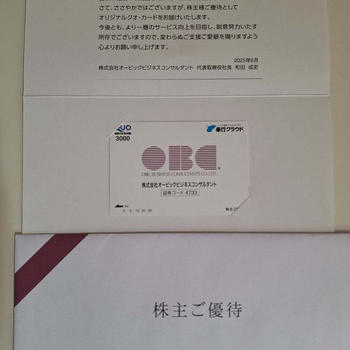 さて、ささやかではございますが、株主様ご優待として
オリジナルクオ・カードをお届けいたします。
今後とも、より一層のサービス向上を目指し、鋭意努力いたす
所存でございますので、変わらぬご支援ご愛顧を賜りますよう
心よりお願い申し上げます。
2025年6月
株式会社オービックビジネスコンサルタント 代表取締役社長 和田 成史
QUO
3000
奉行クラウド
OBC
OBIC BUSINESS CONSULTANTS CO.,LTD.
株式会社オービックビジネスコンサルタント
証券コード 4733
株主ご優待